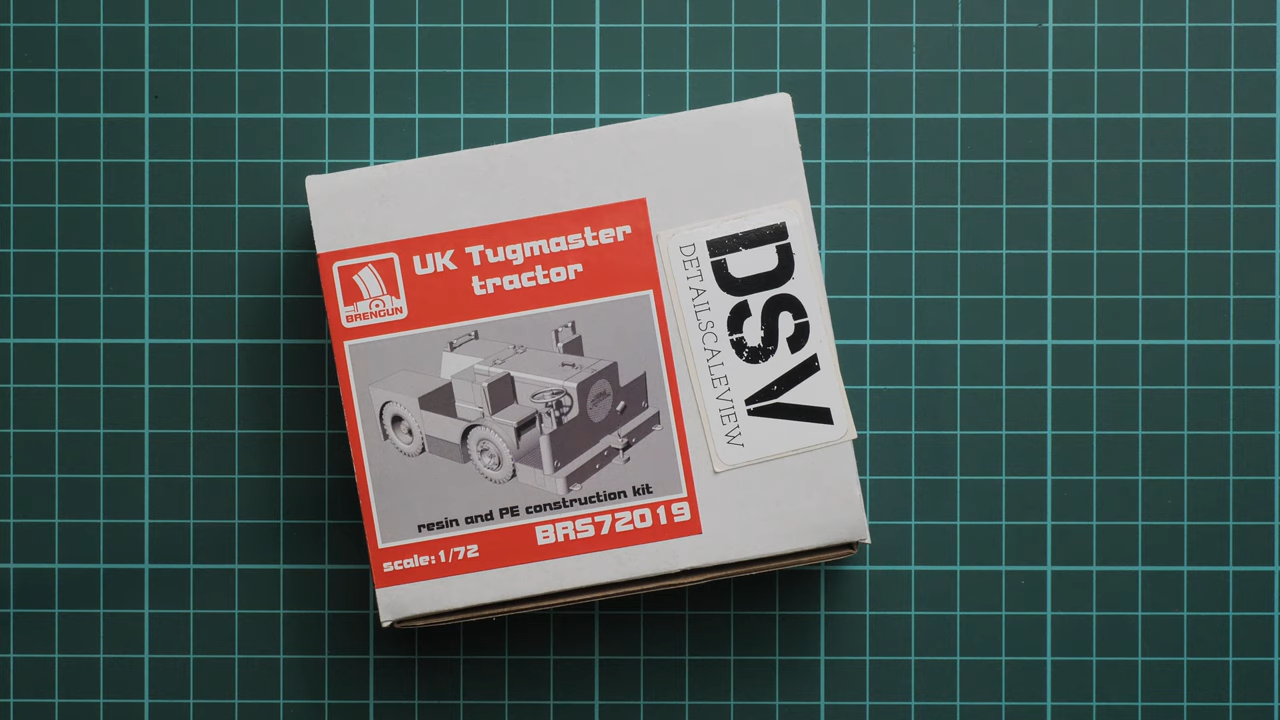 UK Tugmaster
tractor
BRENGUN
resin and PE construction kit
BRS72019
scale:1/72
DSV
DETAILSCALEVIEW